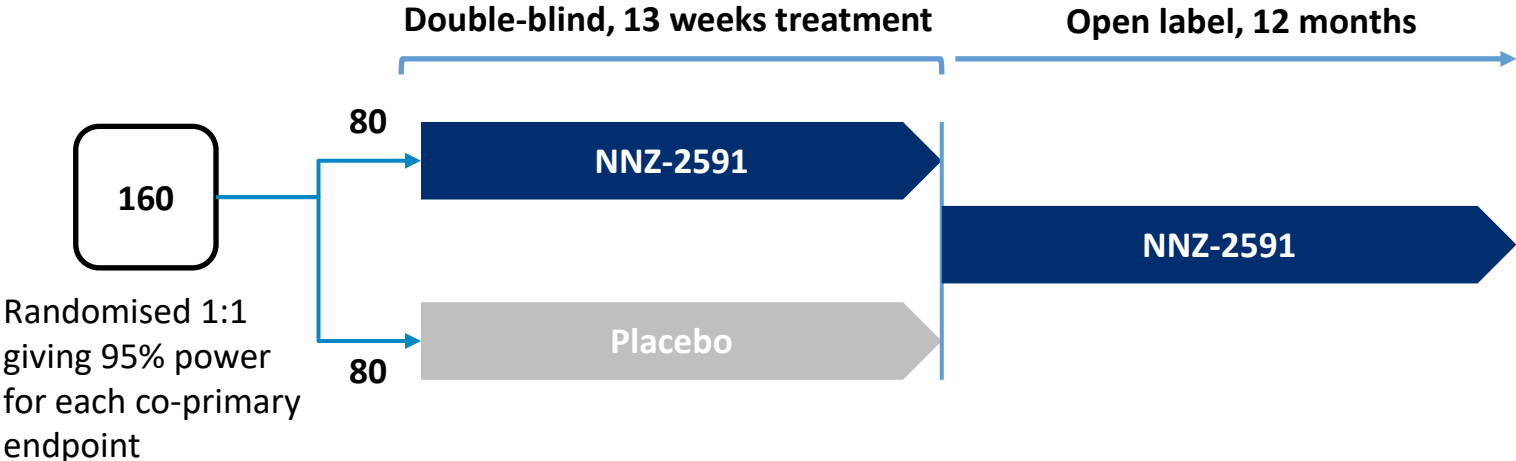 Double-blind, 13 weeks treatment
Open label, 12 months
80
NNZ-2591
160
NNZ-2591
Randomised 1:1
giving 95% power
for each co-primary
endpoint
Placebo
80